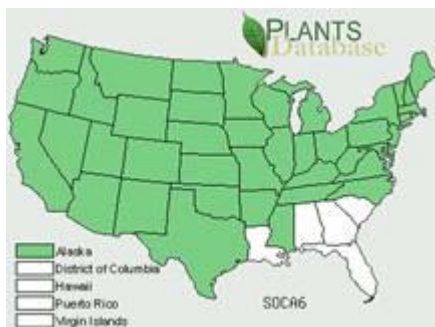 PLANTS
Database
Alaska
District of Columbia
Hawaii
Puerto Rico
Virgin Islands
SOCA6